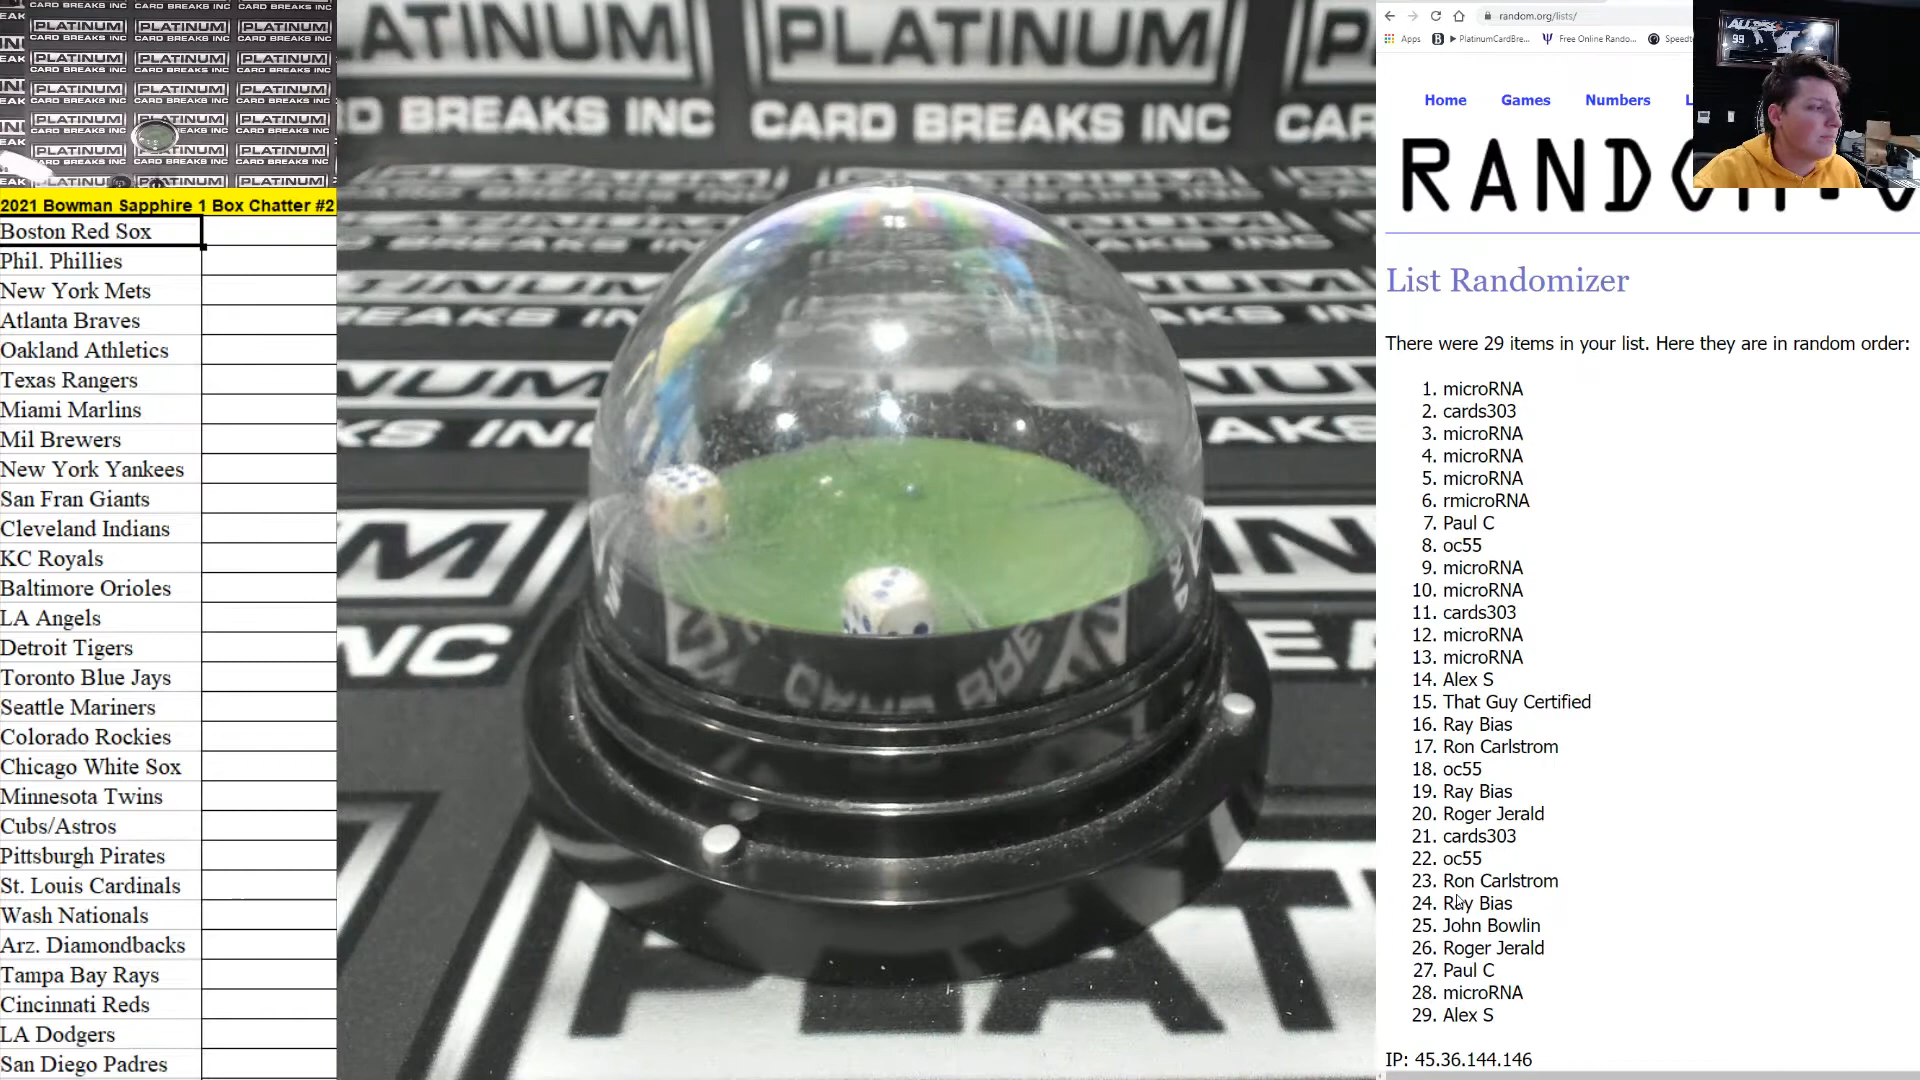 PLATINUM PLATINUM PLATINUM
CARD BREAKS INC CARD BREAKS INC
2021 Bowman Sapphire 1 Box Chatter #2
Boston Red Sox
Phil. Phillies
New York Mets
Atlanta Braves
Oakland Athletics
Texas Rangers
Miami Marlins
Mil Brewers
New York Yankees
San Fran Giants
Cleveland Indians
KC Royals
Baltimore Orioles
LA Angels
Detroit Tigers
Toronto Blue Jays
Seattle Mariners
Colorado Rockies
Chicago White Sox
Minnesota Twins
Cubs/Astros
Pittsburgh Pirates
St. Louis Cardinals
Wash Nationals
Arz. Diamondbacks
Tampa Bay Rays
Cincinnati Reds
LA Dodgers
San Diego Padres
random.org/lists/
Apps PlatinumCardBre... Free Online Rando... Speedt
99
Home Games Numbers L
List Randomizer
There were 29 items in your list. Here they are in random order:
1. microRNA
2. cards303
3. microRNA
4. microRNA
5. microRNA
6. rmicroRNA
7. Paul C
8. oc55
9. microRNA
10. microRNA
11. cards303
12. microRNA
13. microRNA
14. Alex S
15. That Guy Certified
16. Ray Bias
17. Ron Carlstrom
18. oc55
19. Ray Bias
20. Roger Jerald
21. cards303
22. oc55
23. Ron Carlstrom
24. Ray Bias
25. John Bowlin
26. Roger Jerald
27. Paul C
28. microRNA
29. Alex S
IP: 45.36.144.146